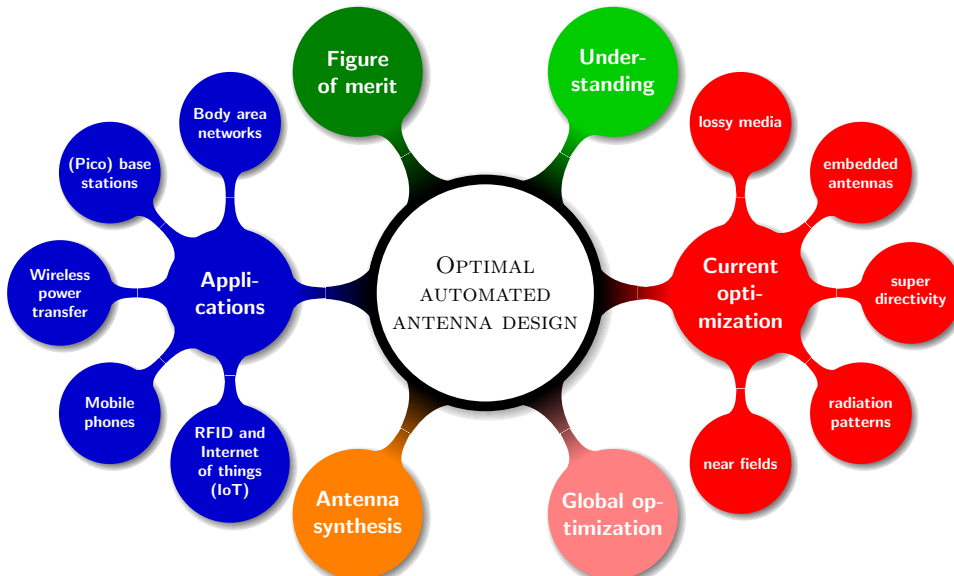 Figure
of merit
Under-
standing
Body area
networks
(Pico) base
stations
Wireless
power
transfer
Mobile
phones
RFID and
Internet
of things
(IoT)
Appli-
cations
OPTIMAL
AUTOMATED
ANTENNA DESIGN
Current
opti-
mization
lossy media
embedded
antennas
super
directivity
radiation
patterns
near fields
Antenna
synthesis
Global op-
timization